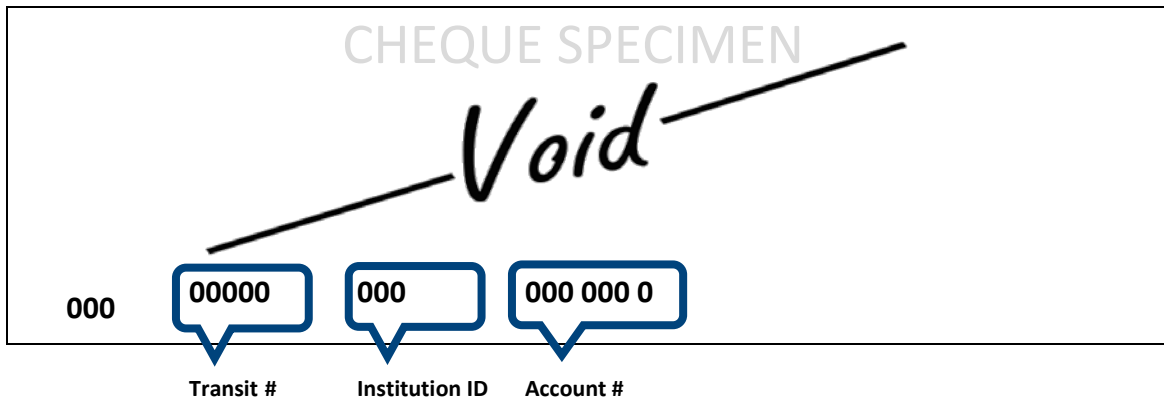 CHEQUE SPECIMEN
Void
000 00000 000 000 000 0
Transit # Institution ID Account #